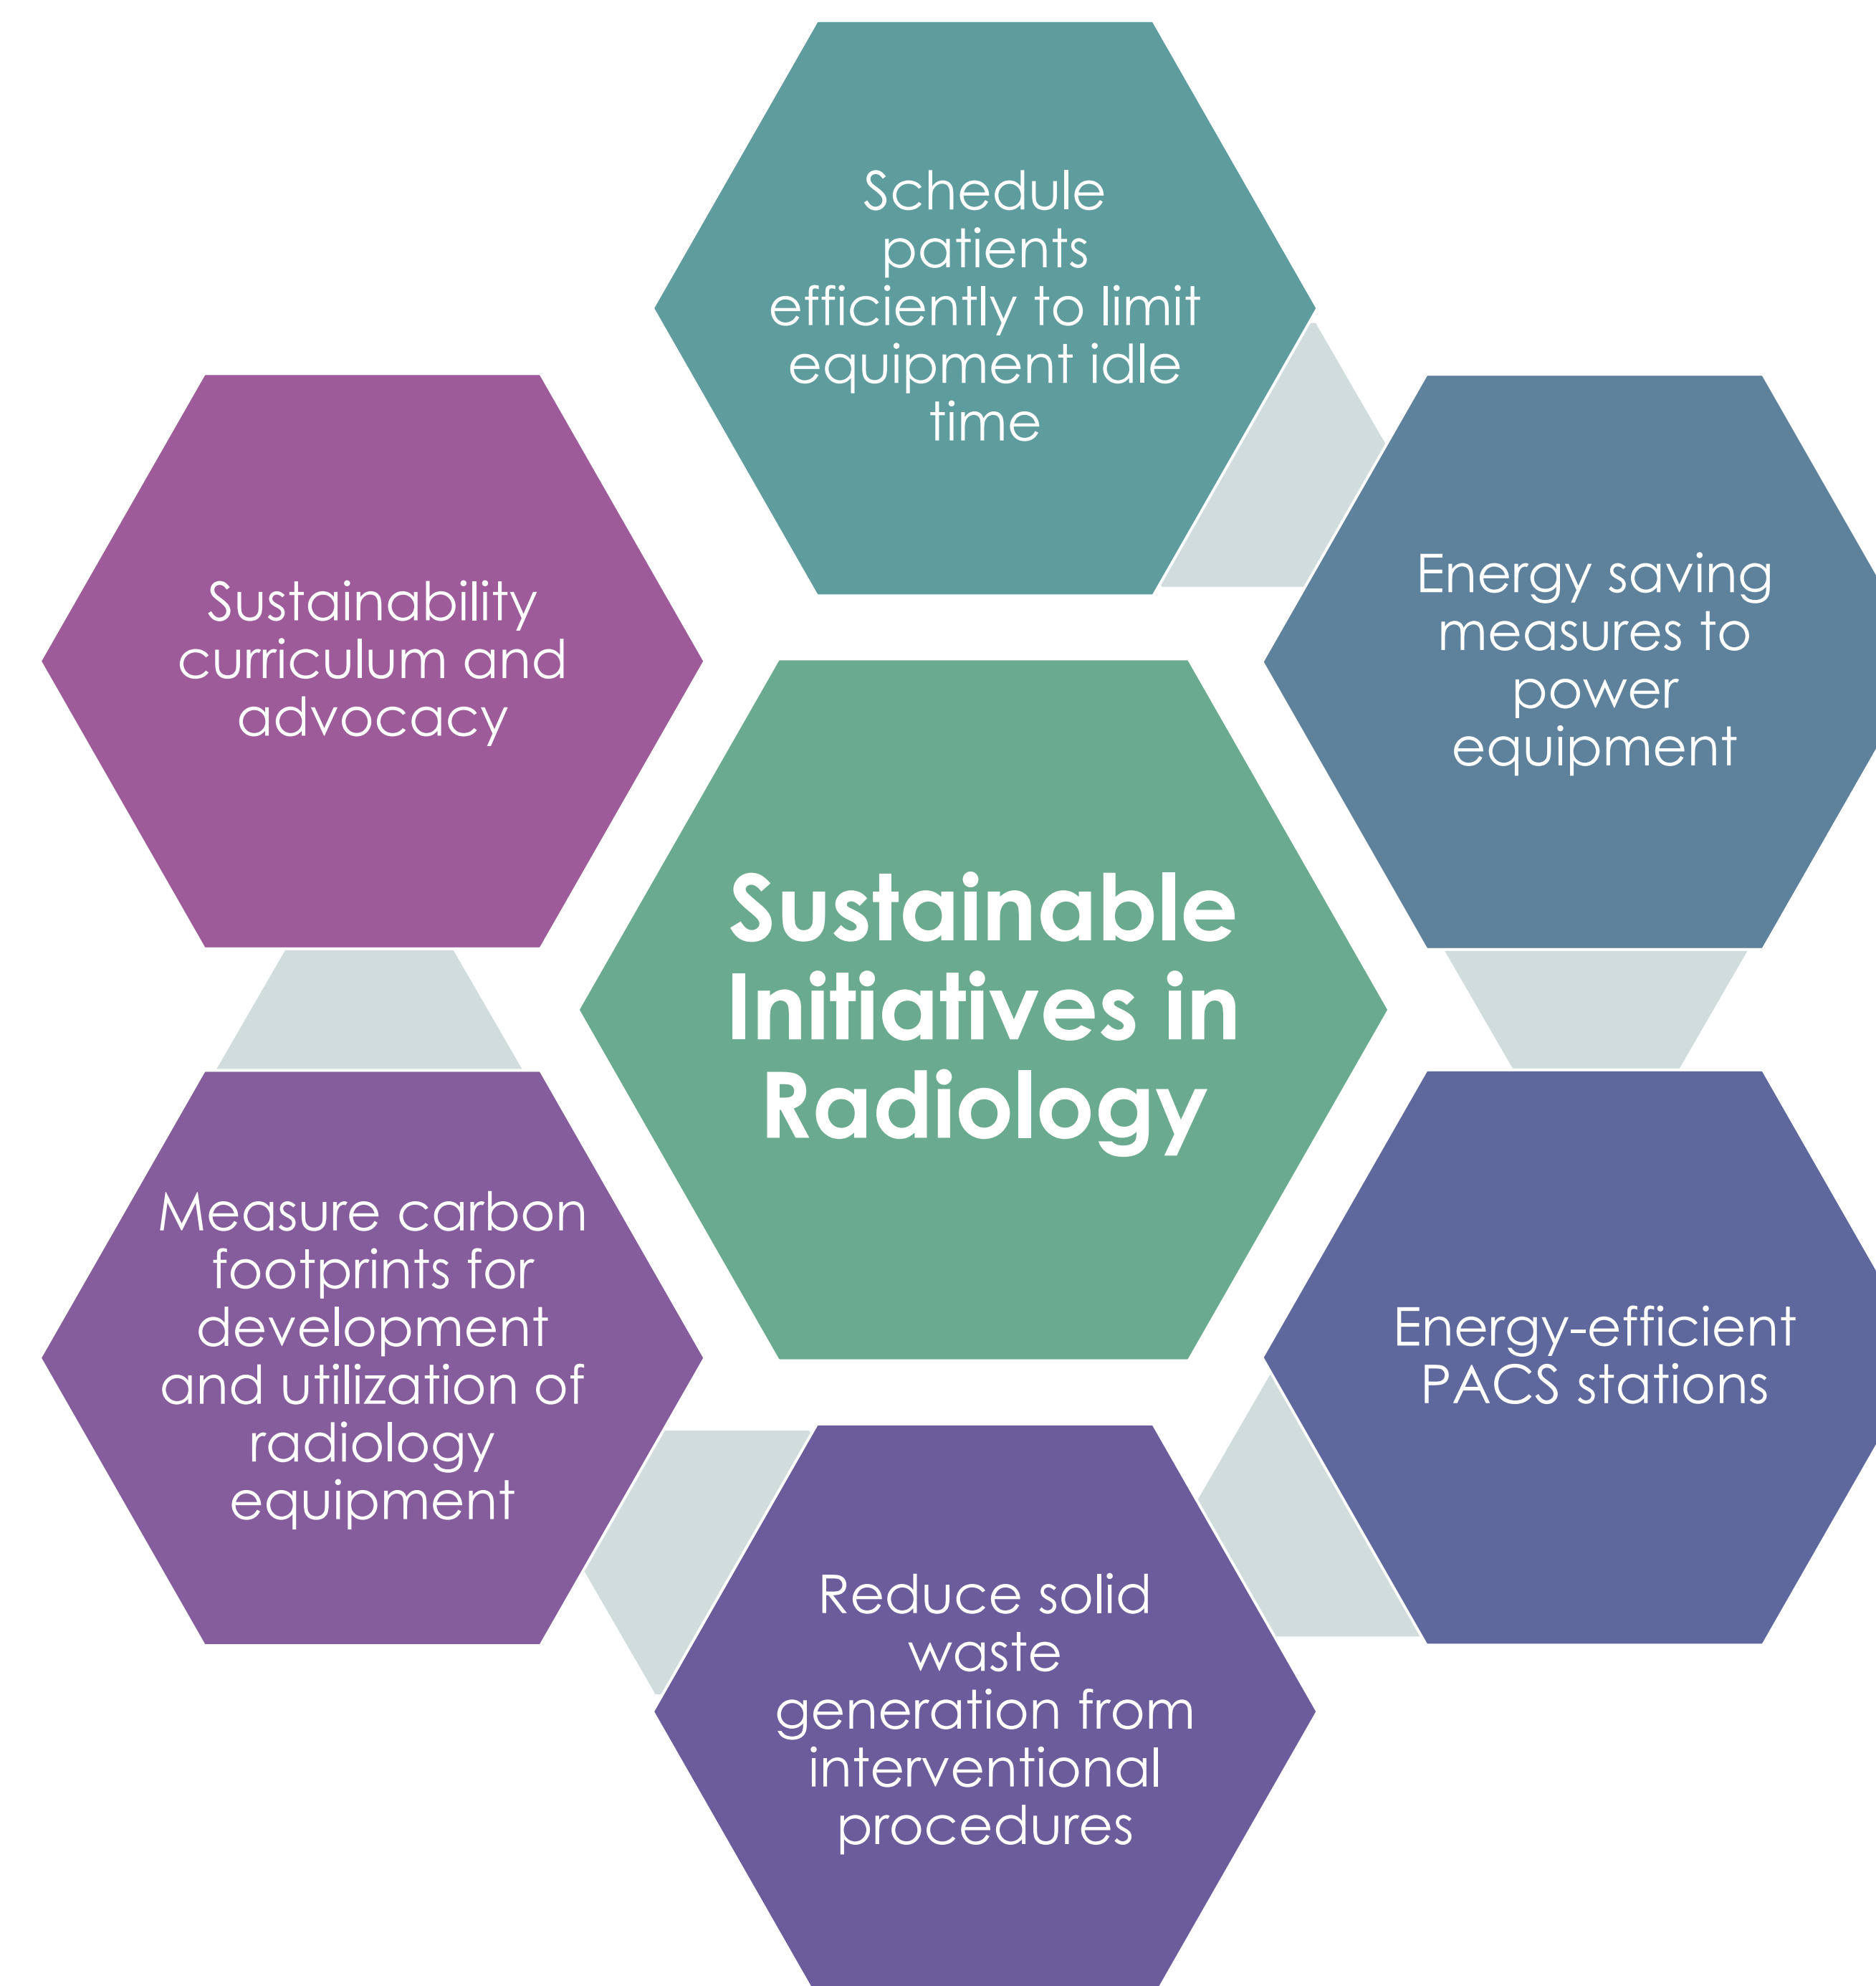 Schedule
patients
efficiently to limit
equipment idle
time
Energy saving
measures to
power
equipment
Sustainability
curriculum and
advocacy
Sustainable
Initiatives in
Radiology
Energy-efficient
PACS stations
Measure carbon
footprints for
development
and utilization of
radiology
equipment
Reduce solid
waste
generation from
interventional
procedures